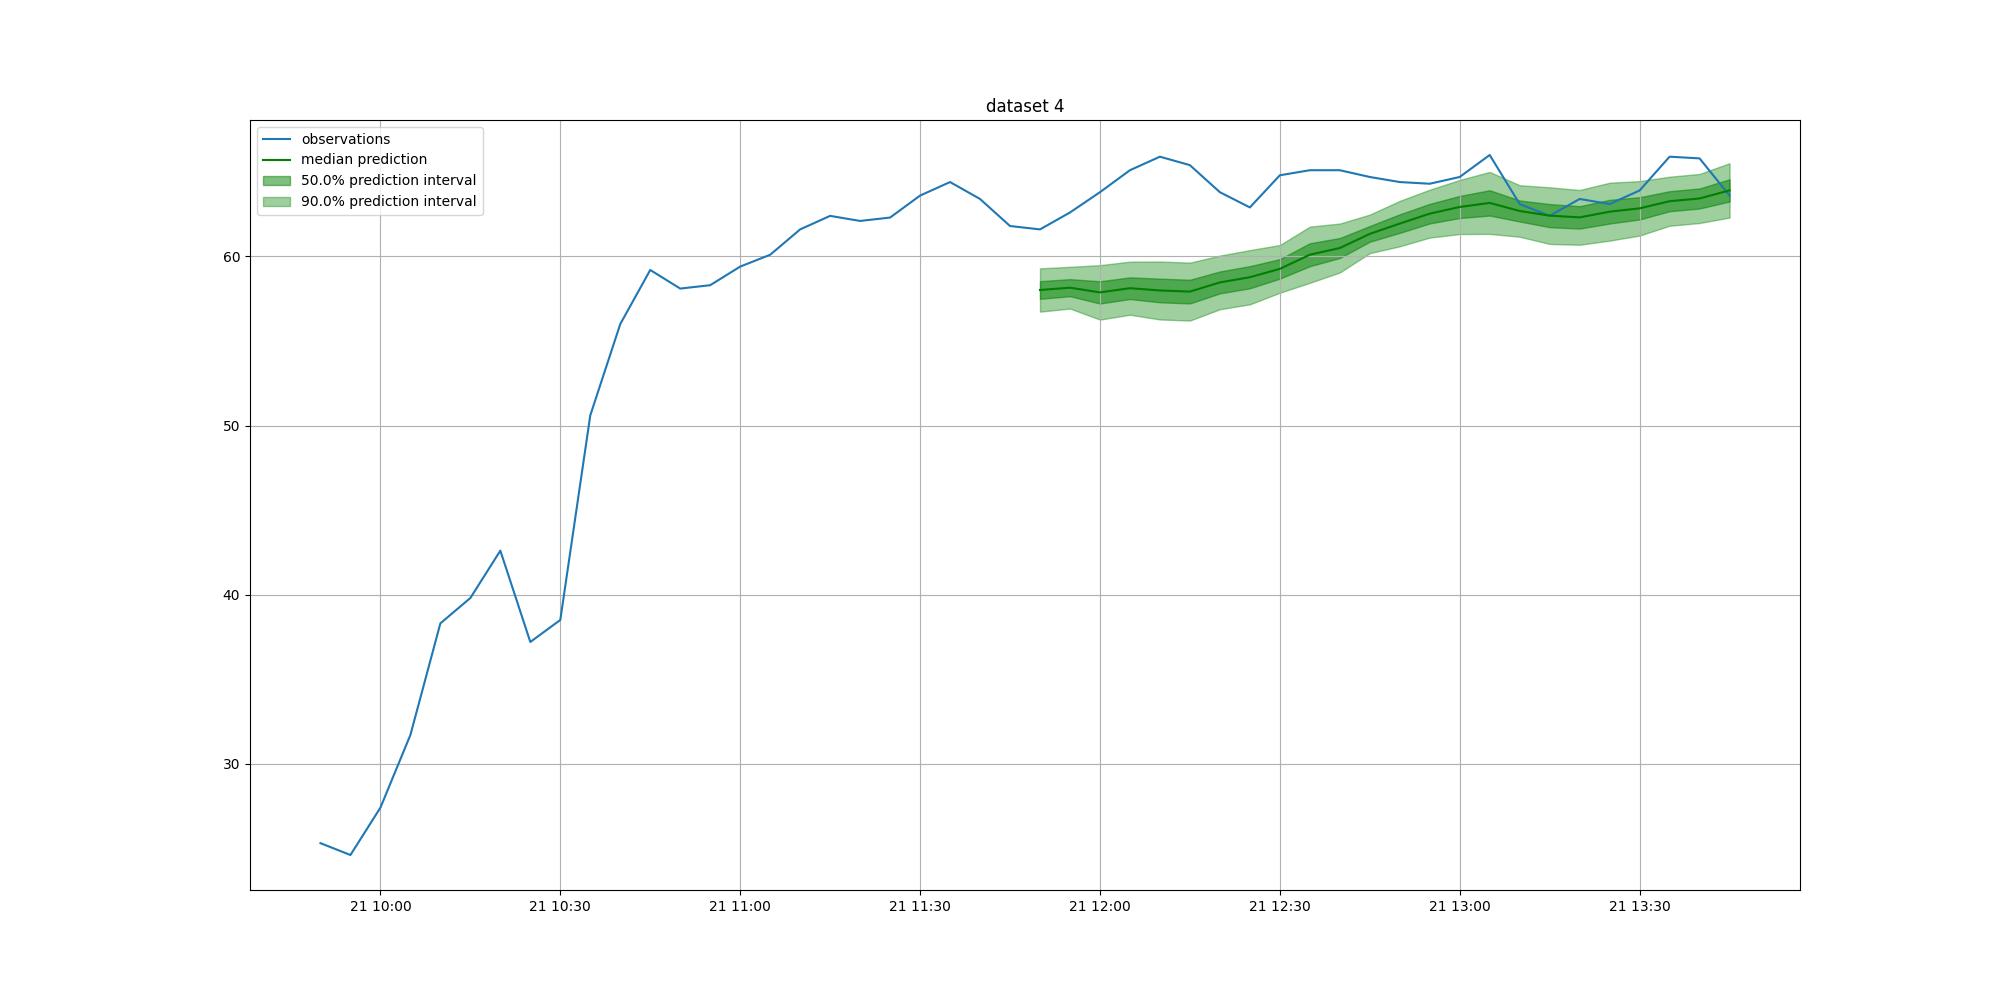 dataset 4
observations
median prediction
50.0% prediction interval
90.0% prediction interval
60
50
40
30
21 10:00 21 10:30 21 11:00 21 11:30 21 12:00 21 12:30 21 13:00 21 13:30